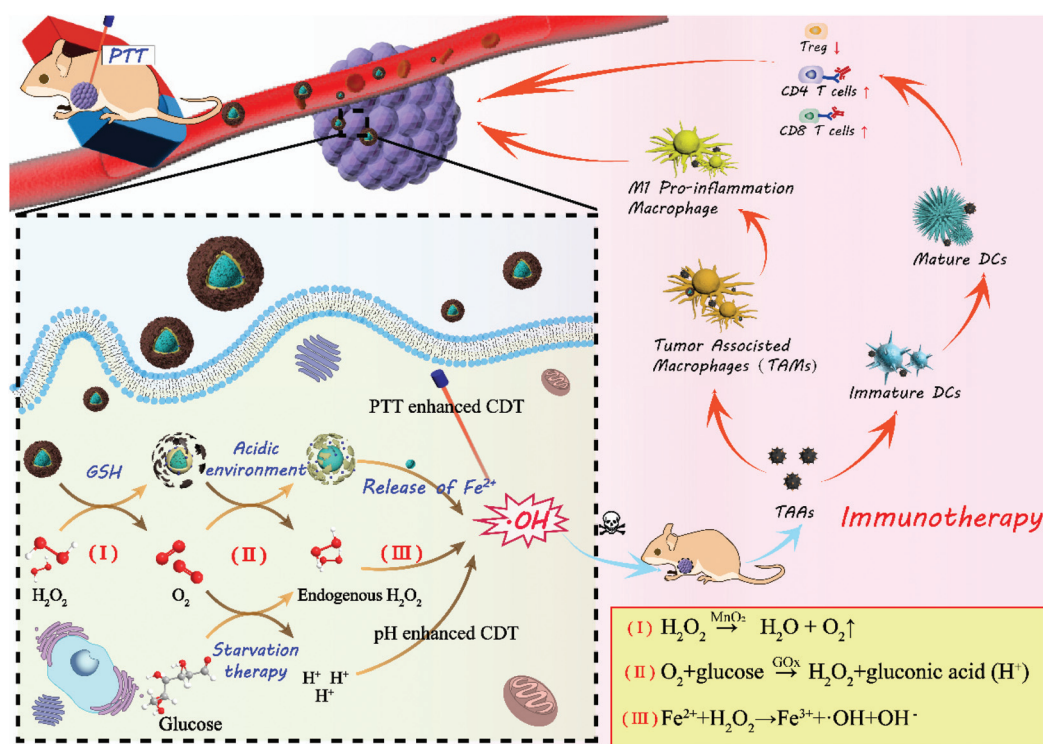 PTT
Treg ↓
CD4 T cells ↑
CD8 T cells ↑
M1 Pro-inflammation
Macrophage
Mature DCs
Tumor Associsted
Macrophages (TAMs)
Immature DCs
TAAs
Immunotherapy
PTT enhanced CDT
GSH
Acidic
environment
Release of Fe²⁺
·OH
(I)
(II)
(III)
H₂O₂
O₂
Endogenous H₂O₂
pH enhanced CDT
Starvation
therapy
H⁺ H⁺
H⁺
Glucose
(I) H₂O₂ MnO₂→ H₂O + O₂↑
(II) O₂+glucose GOx→ H₂O₂+gluconic acid (H⁺)
(III) Fe²⁺+H₂O₂→Fe³⁺+·OH+OH⁻